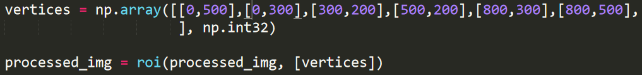 vertices = np.array([[0,500],[0,300],[300,200],[500,200],[800,300],[800,500],
], np.int32)
processed_img = roi(processed_img, [vertices])